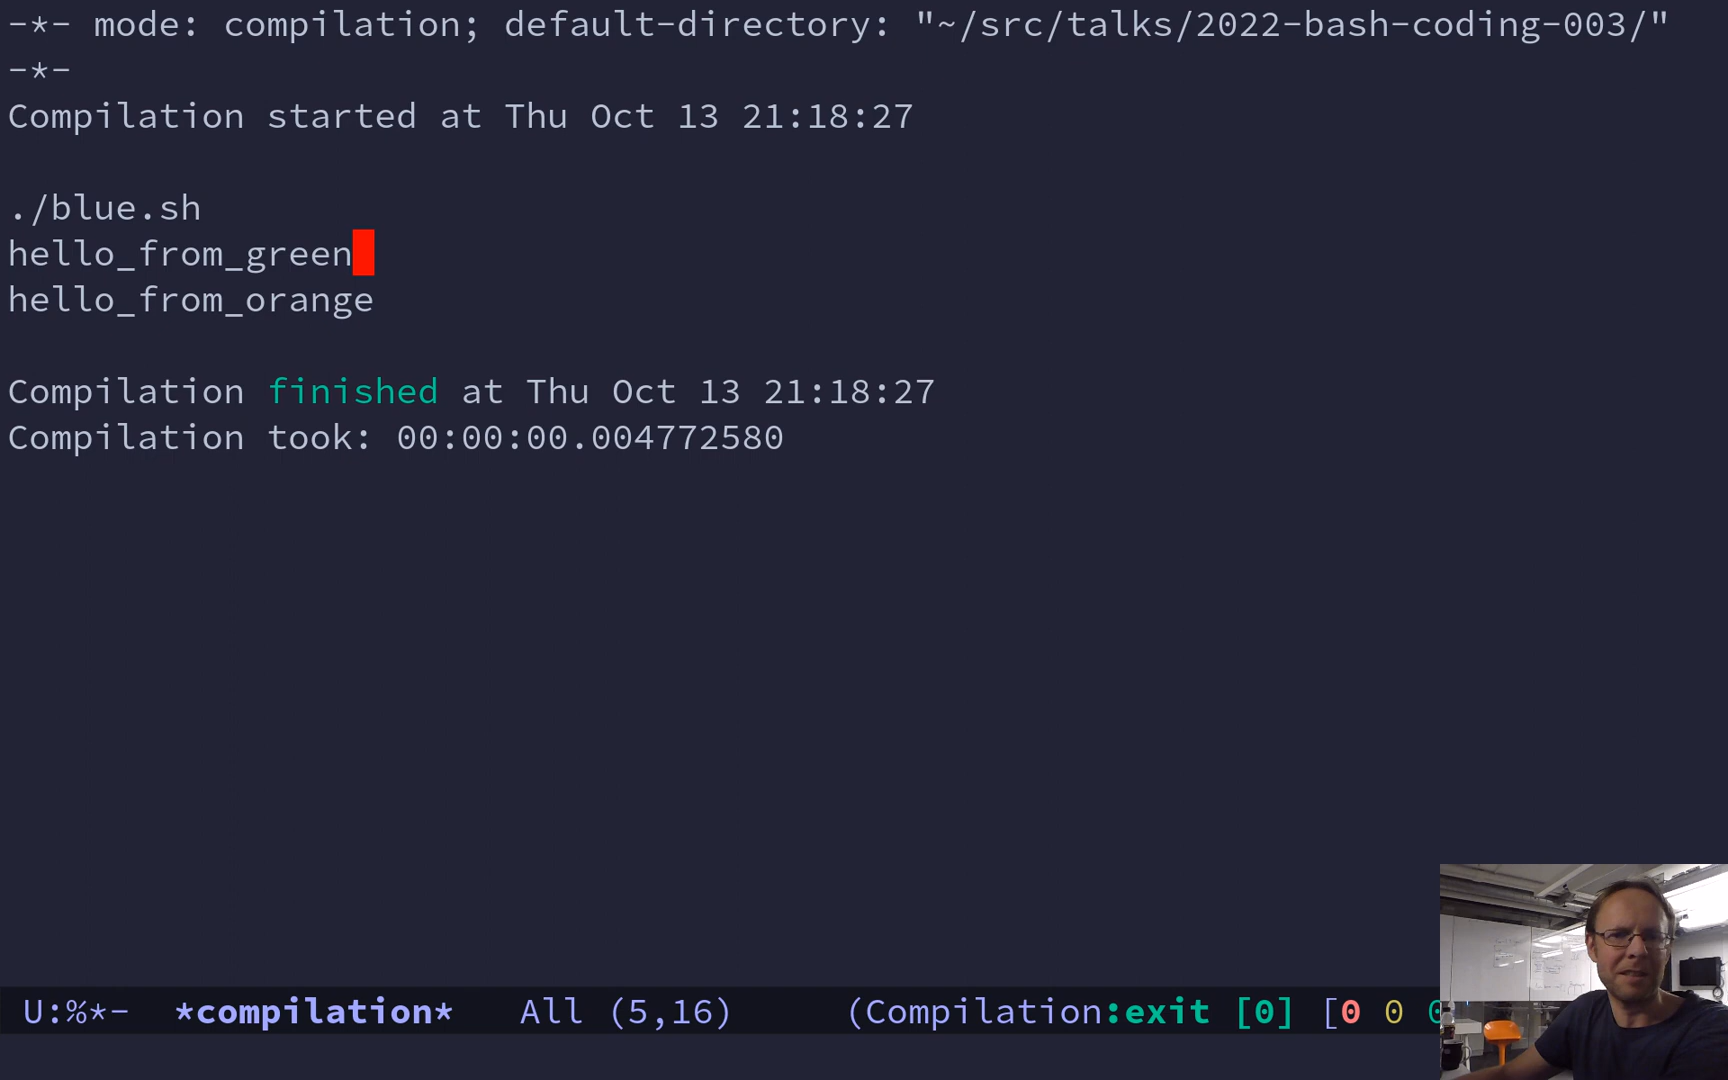 -*- mode: compilation; default-directory: "~/src/talks/2022-bash-coding-003/"
-*-
Compilation started at Thu Oct 13 21:18:27
./blue.sh
hello_from_green
hello_from_orange
Compilation finished at Thu Oct 13 21:18:27
Compilation took: 00:00:00.004772580
U:%*-  *compilation*   All (5,16)     (Compilation:exit [0] [0 0 0